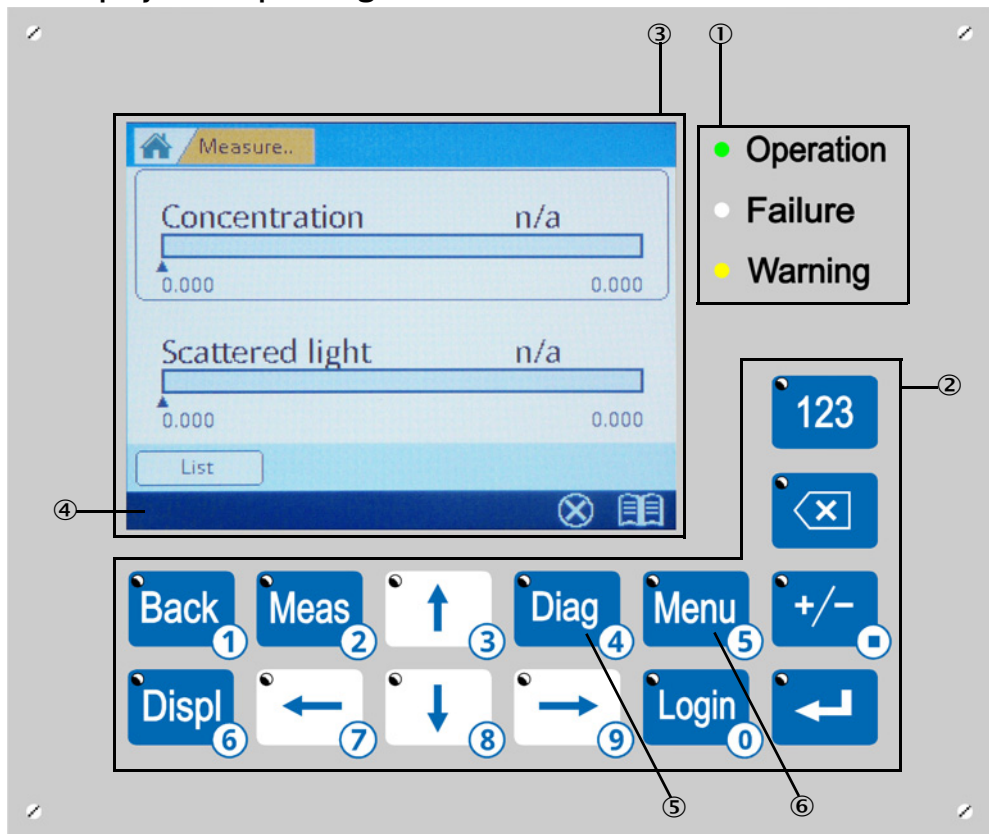 ③ ①
Measure..
Operation
Concentration n/a
Failure
0.000 0.000
Warning
Scattered light n/a
②
123
0.000 0.000
List
④
Back 1 Meas 2 ↑ 3 Diag 4 Menu 5 +/-
Displ 6 ← 7 ↓ 8 → 9 Login 0
⑤ ⑥